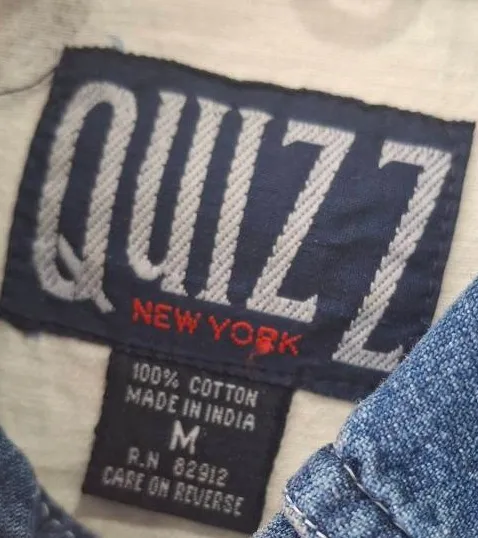 QUIZZ
NEW YORK
100% COTTON
MADE IN INDIA
M
R.N 82912
CARE ON REVERSE